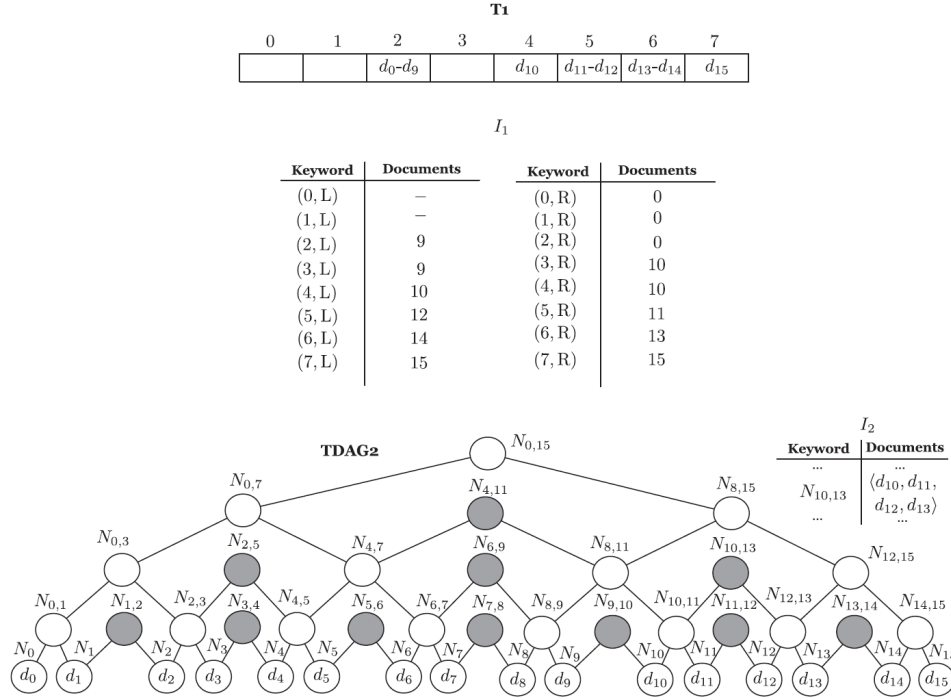 T1
0 1 2 3 4 5 6 7
d₀-d₉ d₁₀ d₁₁-d₁₂ d₁₃-d₁₄ d₁₅
I₁
Keyword Documents Keyword Documents
(0, L) – (0, R) 0
(1, L) – (1, R) 0
(2, L) 9 (2, R) 0
(3, L) 9 (3, R) 10
(4, L) 10 (4, R) 10
(5, L) 12 (5, R) 11
(6, L) 14 (6, R) 13
(7, L) 15 (7, R) 15
I₂
TDAG2 N₀,₁₅ Keyword Documents
... ...
N₀,₇ N₄,₁₁ N₈,₁₅ N₁₀,₁₃ ⟨d₁₀, d₁₁,
d₁₂, d₁₃⟩
... ...
N₀,₃ N₂,₅ N₄,₇ N₆,₉ N₈,₁₁ N₁₀,₁₃ N₁₂,₁₅
N₀,₁ N₁,₂ N₂,₃ N₃,₄ N₄,₅ N₅,₆ N₆,₇ N₇,₈ N₈,₉ N₉,₁₀ N₁₀,₁₁ N₁₁,₁₂ N₁₂,₁₃ N₁₃,₁₄ N₁₄,₁₅
N₀ N₁ N₂ N₃ N₄ N₅ N₆ N₇ N₈ N₉ N₁₀ N₁₁ N₁₂ N₁₃ N₁₄
d₀ d₁ d₂ d₃ d₄ d₅ d₆ d₇ d₈ d₉ d₁₀ d₁₁ d₁₂ d₁₃ d₁₄ d₁₅